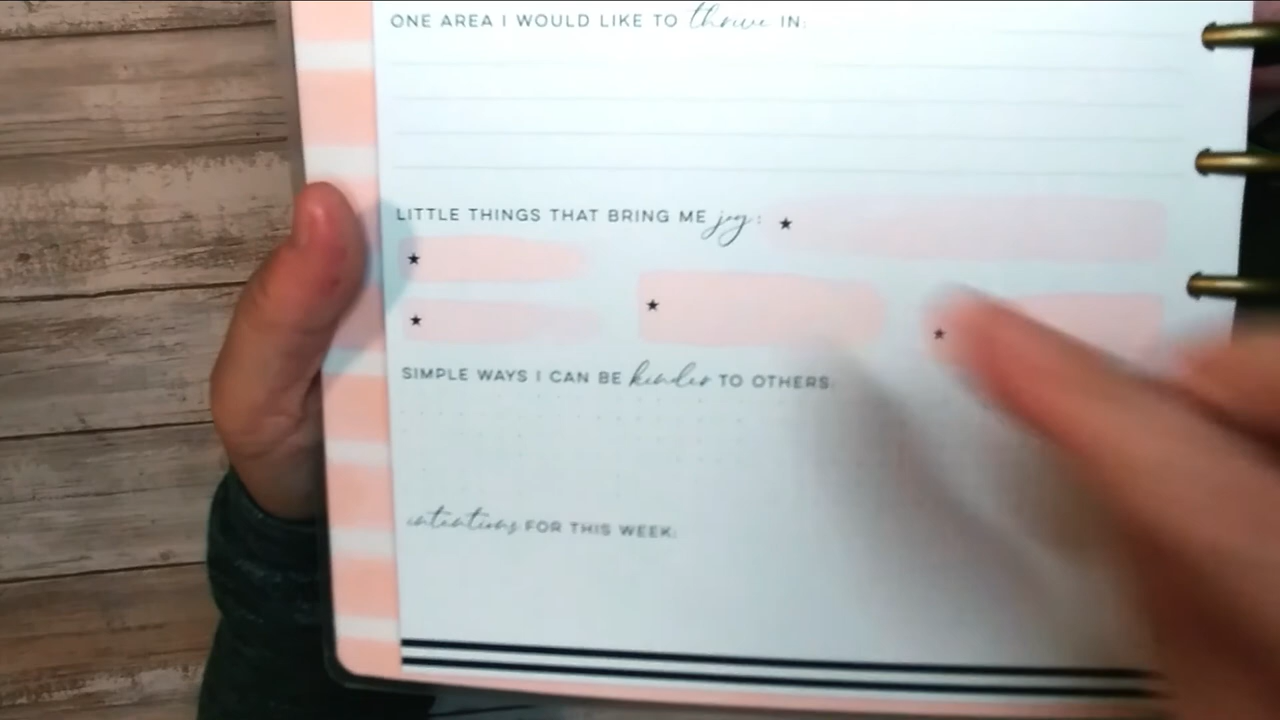 ONE AREA I WOULD LIKE TO thrive IN:
LITTLE THINGS THAT BRING ME joy:
SIMPLE WAYS I CAN BE kinder TO OTHERS:
intentions FOR THIS WEEK: